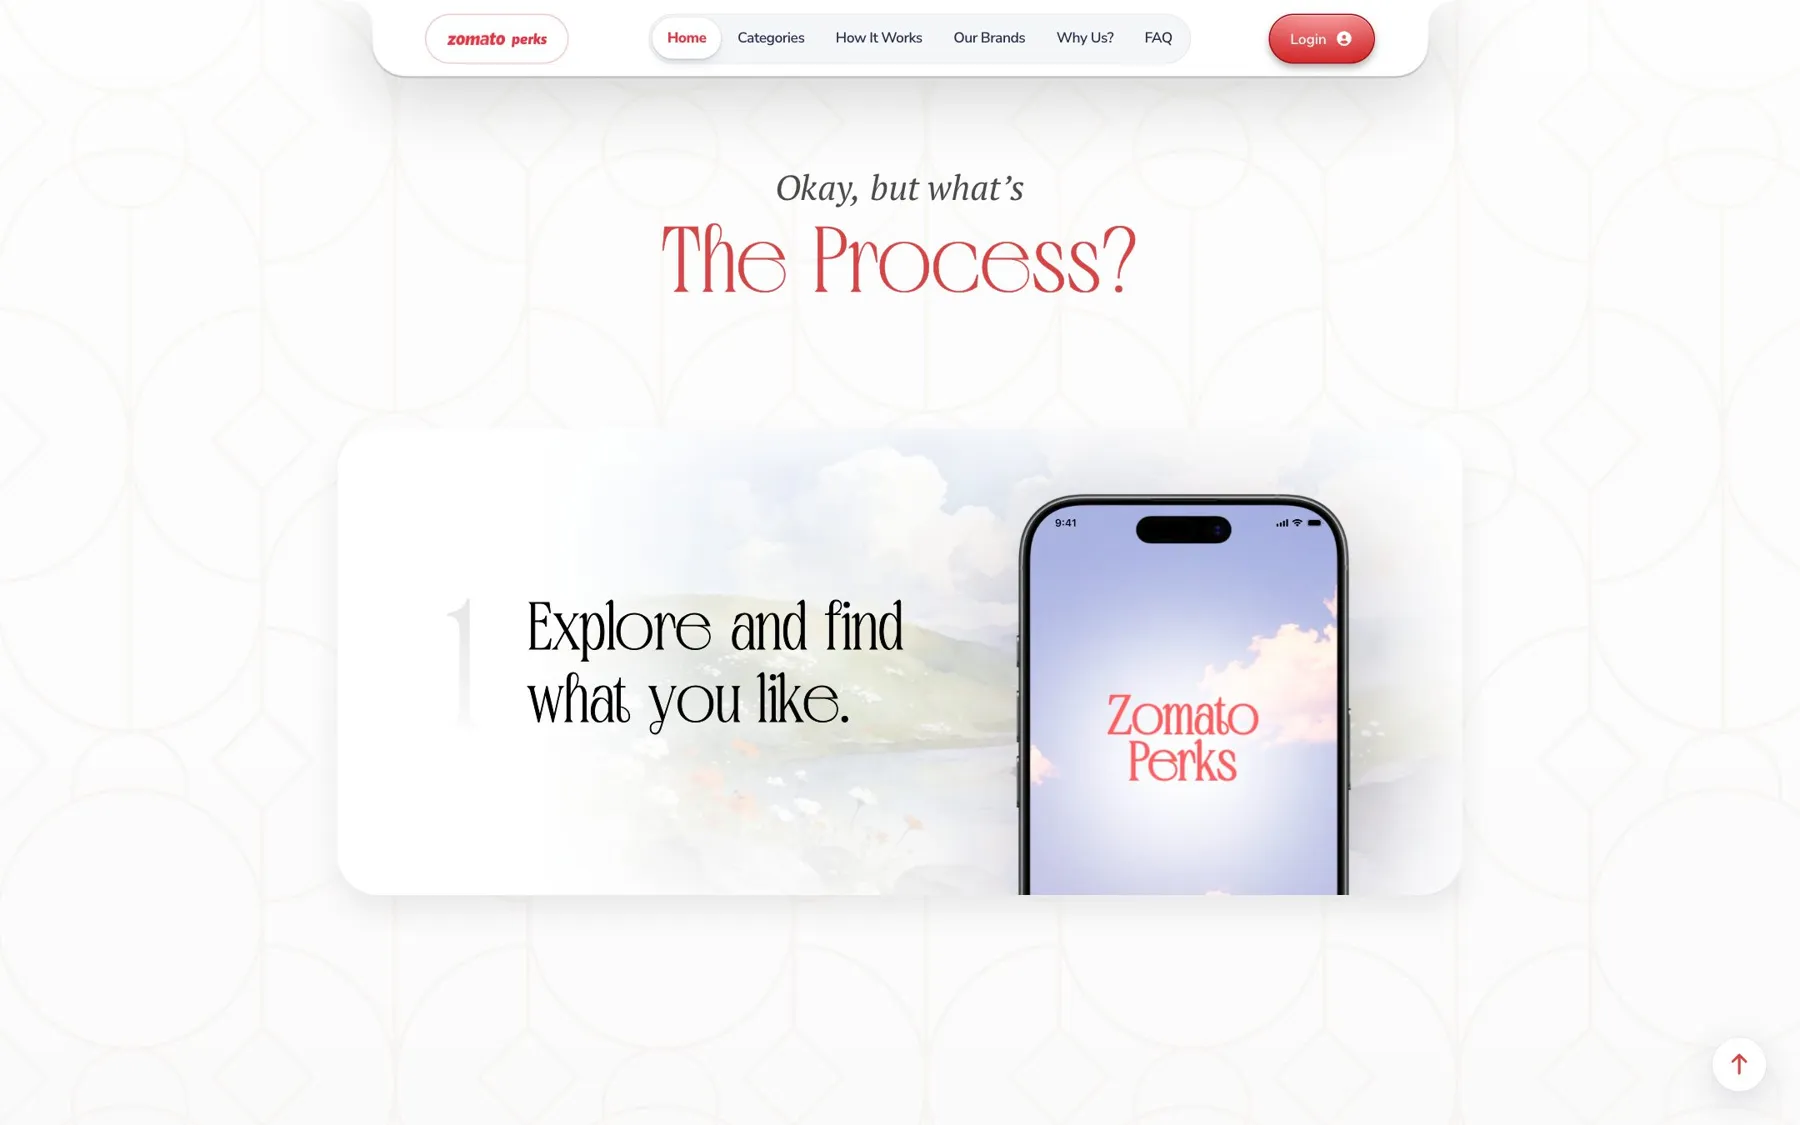 zomato perks
Home
Categories
How It Works
Our Brands
Why Us?
FAQ
Login
Okay, but what's
The Process?
1
Explore and find
what you like.
9:41
Zomato
Perks